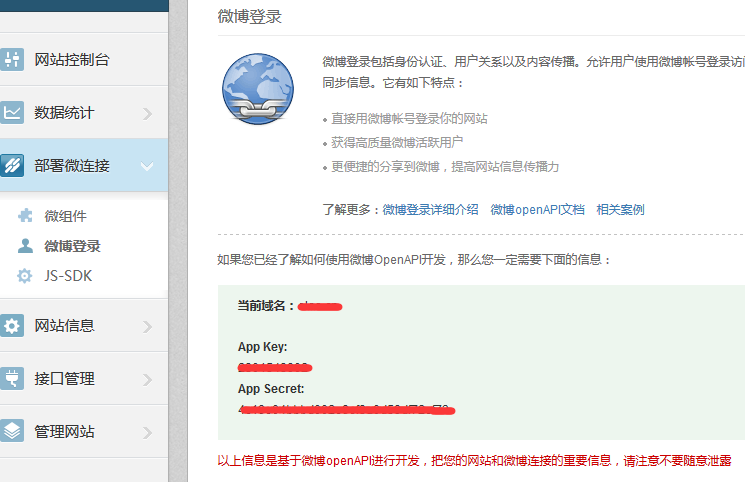 微博登录
网站控制台
数据统计
部署微连接
微组件
微博登录
JS-SDK
网站信息
接口管理
管理网站
微博登录包括身份认证、用户关系以及内容传播。允许用户使用微博帐号登录访
同步信息。它有如下特点：
直接用微博帐号登录你的网站
获得高质量微博活跃用户
更便捷的分享到微博，提高网站信息传播力
了解更多：微博登录详细介绍 微博openAPI文档 相关案例
如果您已经了解如何使用微博OpenAPI开发，那么您一定需要下面的信息：
当前域名：
App Key:
App Secret:
以上信息是基于微博openAPI进行开发，把您的网站和微博连接的重要信息，请注意不要随意泄露